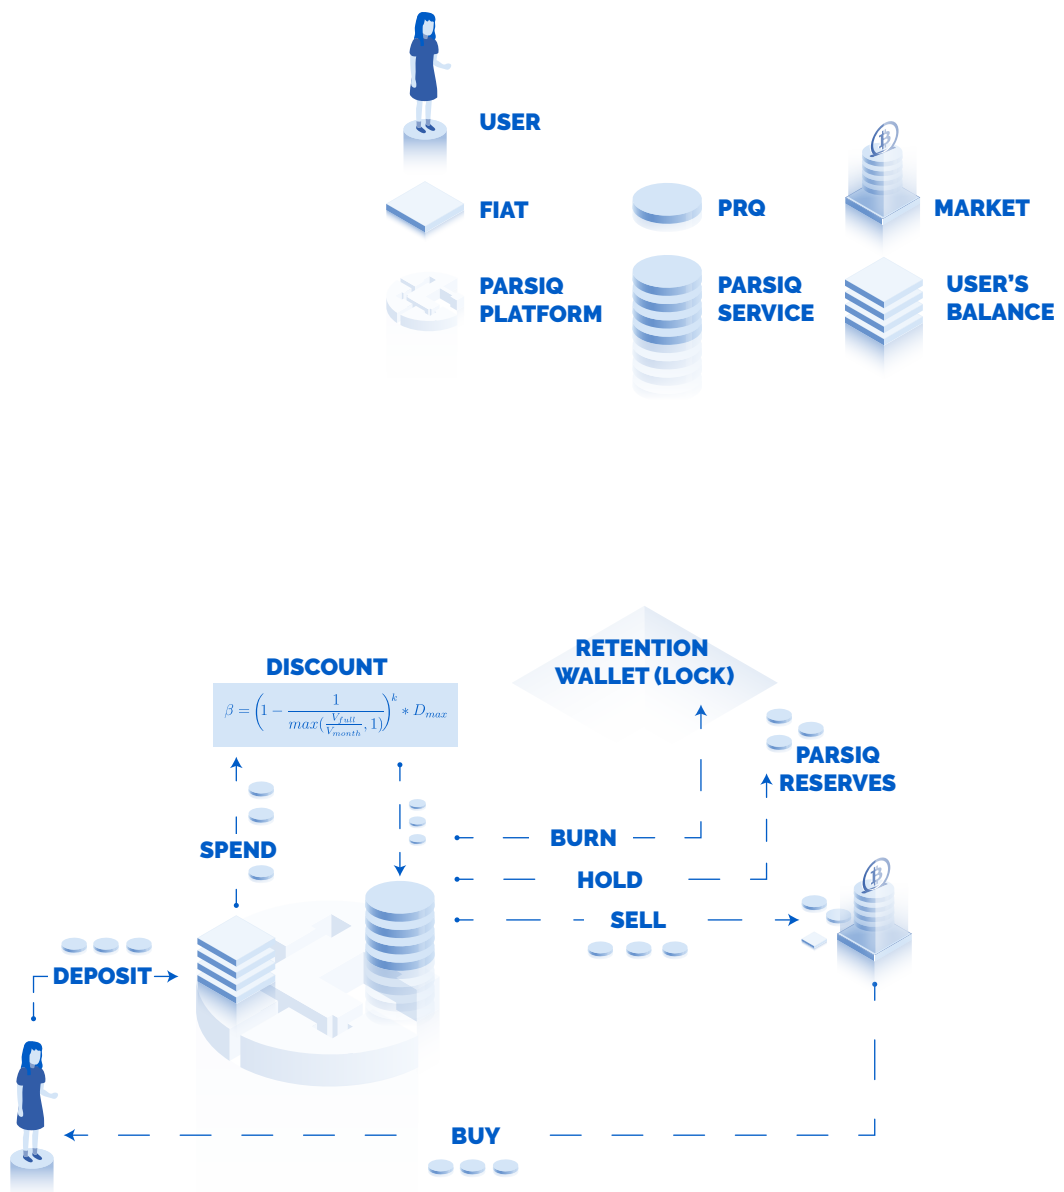 USER
FIAT
PRQ
MARKET
PARSIQ
PLATFORM
PARSIQ
SERVICE
USER'S
BALANCE
RETENTION
WALLET (LOCK)
DISCOUNT
β = (1 − 1 / max(V_full / V_month, 1))^k * D_max
PARSIQ
RESERVES
BURN
SPEND
HOLD
SELL
DEPOSIT
BUY